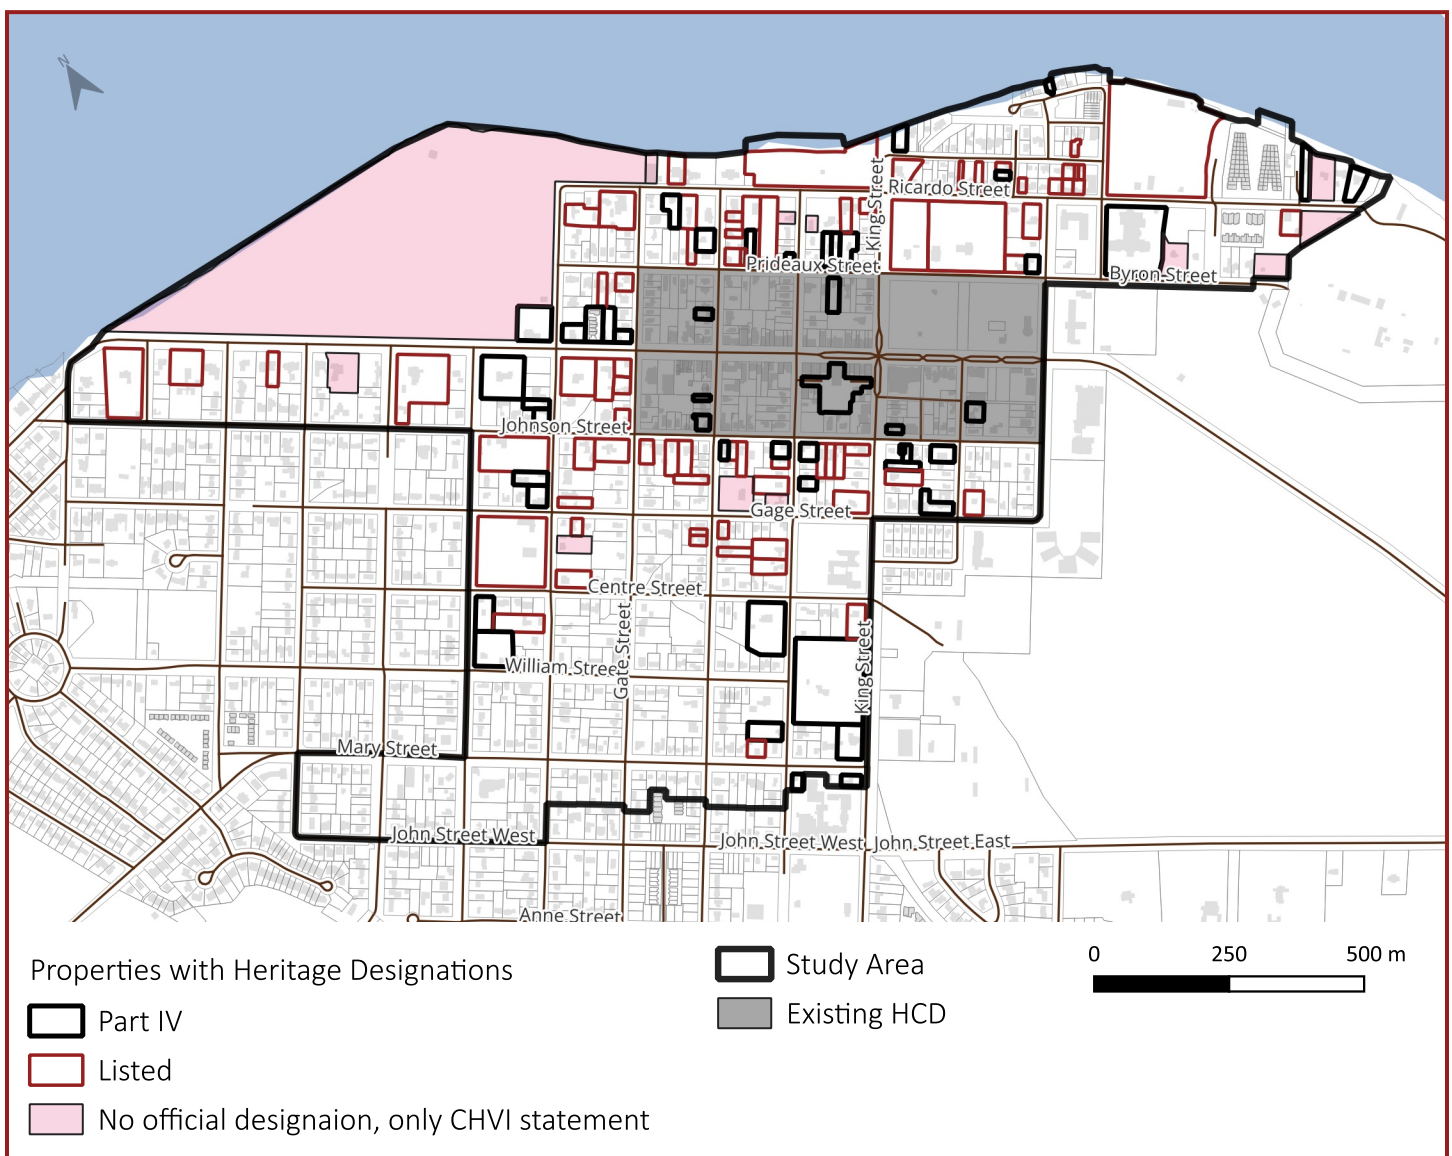 N
King Street
Ricardo Street
Prideaux Street
Byron Street
Johnson Street
Gage Street
Centre Street
Gate Street
William Stree
King Street
Mary Street
John Street West
John Street West
John Street East
Anne Street
Properties with Heritage Designations
Part IV
Listed
No official designaion, only CHVI statement
Study Area
Existing HCD
0 250 500 m